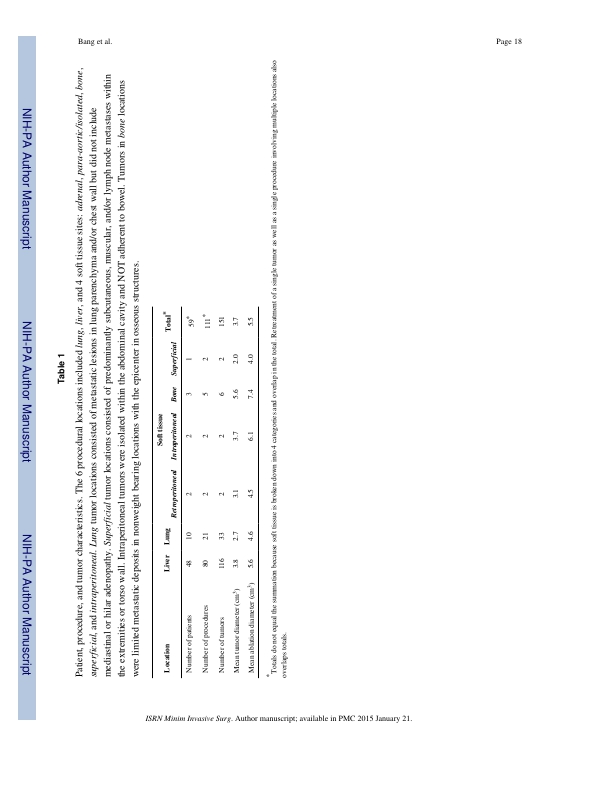 Bang et al.
Page 18
NIH-PA Author Manuscript
NIH-PA Author Manuscript
NIH-PA Author Manuscript
Table 1
Patient, procedure, and tumor characteristics. The 6 procedural locations included lung, liver, and 4 soft tissue sites: adrenal, para-aortic/isolated, bone,
superficial, and intraperitoneal. Lung tumor locations consisted of metastatic lesions in lung parenchyma and/or chest wall but did not include
mediastinal or hilar adenopathy. Superficial tumor locations consisted of predominantly subcutaneous, muscular, and/or lymph node metastases within
the extremities or torso wall. Intraperitoneal tumors were isolated within the abdominal cavity and NOT adherent to bowel. Tumors in bone locations
were limited metastatic deposits in nonweight bearing locations with the epicenter in osseous structures.
Soft tissue
Location Liver Lung Retroperitoneal Intraperitoneal Bone Superficial Total*
Number of patients 48 10 2 2 3 1 59*
Number of procedures 80 21 2 2 5 2 111*
Number of tumors 116 33 2 2 6 2 151
Mean tumor diameter (cm3) 3.8 2.7 3.1 3.7 5.6 2.0 3.7
Mean ablation diameter (cm3) 5.6 4.6 4.5 6.1 7.4 4.0 5.5
*Totals do not equal the summation because soft tissue is broken down into 4 categories and overlap in the total. Retreatment of a single tumor as well as a single procedure involving multiple locations also
overlaps totals.
ISRN Minim Invasive Surg. Author manuscript; available in PMC 2015 January 21.